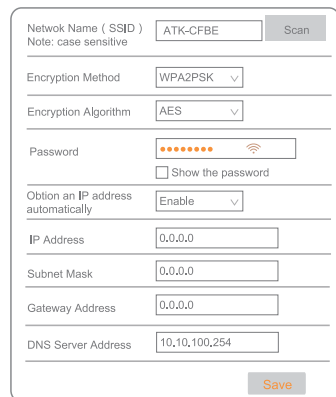 Netwok Name ( SSID ) ATK-CFBE Scan
Note: case sensitive
Encryption Method WPA2PSK
Encryption Algorithm AES
Password ••••••••
Show the password
Obtion an IP address Enable
automatically
IP Address 0.0.0.0
Subnet Mask 0.0.0.0
Gateway Address 0.0.0.0
DNS Server Address 10.10.100.254
Save